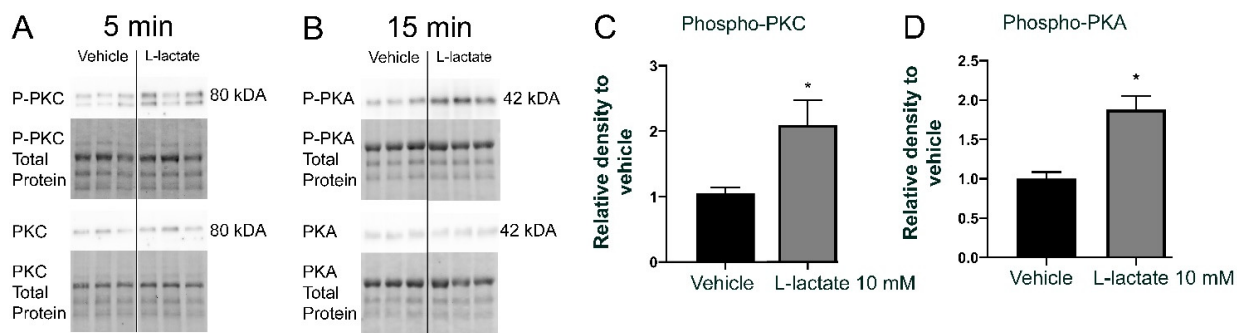 A
5 min
Vehicle
L-lactate
P-PKC
80 kDA
P-PKC
Total
Protein
PKC
80 kDA
PKC
Total
Protein
B
15 min
Vehicle
L-lactate
P-PKA
42 kDA
P-PKA
Total
Protein
PKA
42 kDA
PKA
Total
Protein
C
Phospho-PKC
Relative density to
vehicle
3
2
1
0
*
Vehicle
L-lactate 10 mM
D
Phospho-PKA
Relative density to
vehicle
2.5
2.0
1.5
1.0
0.5
0.0
*
Vehicle
L-lactate 10 mM